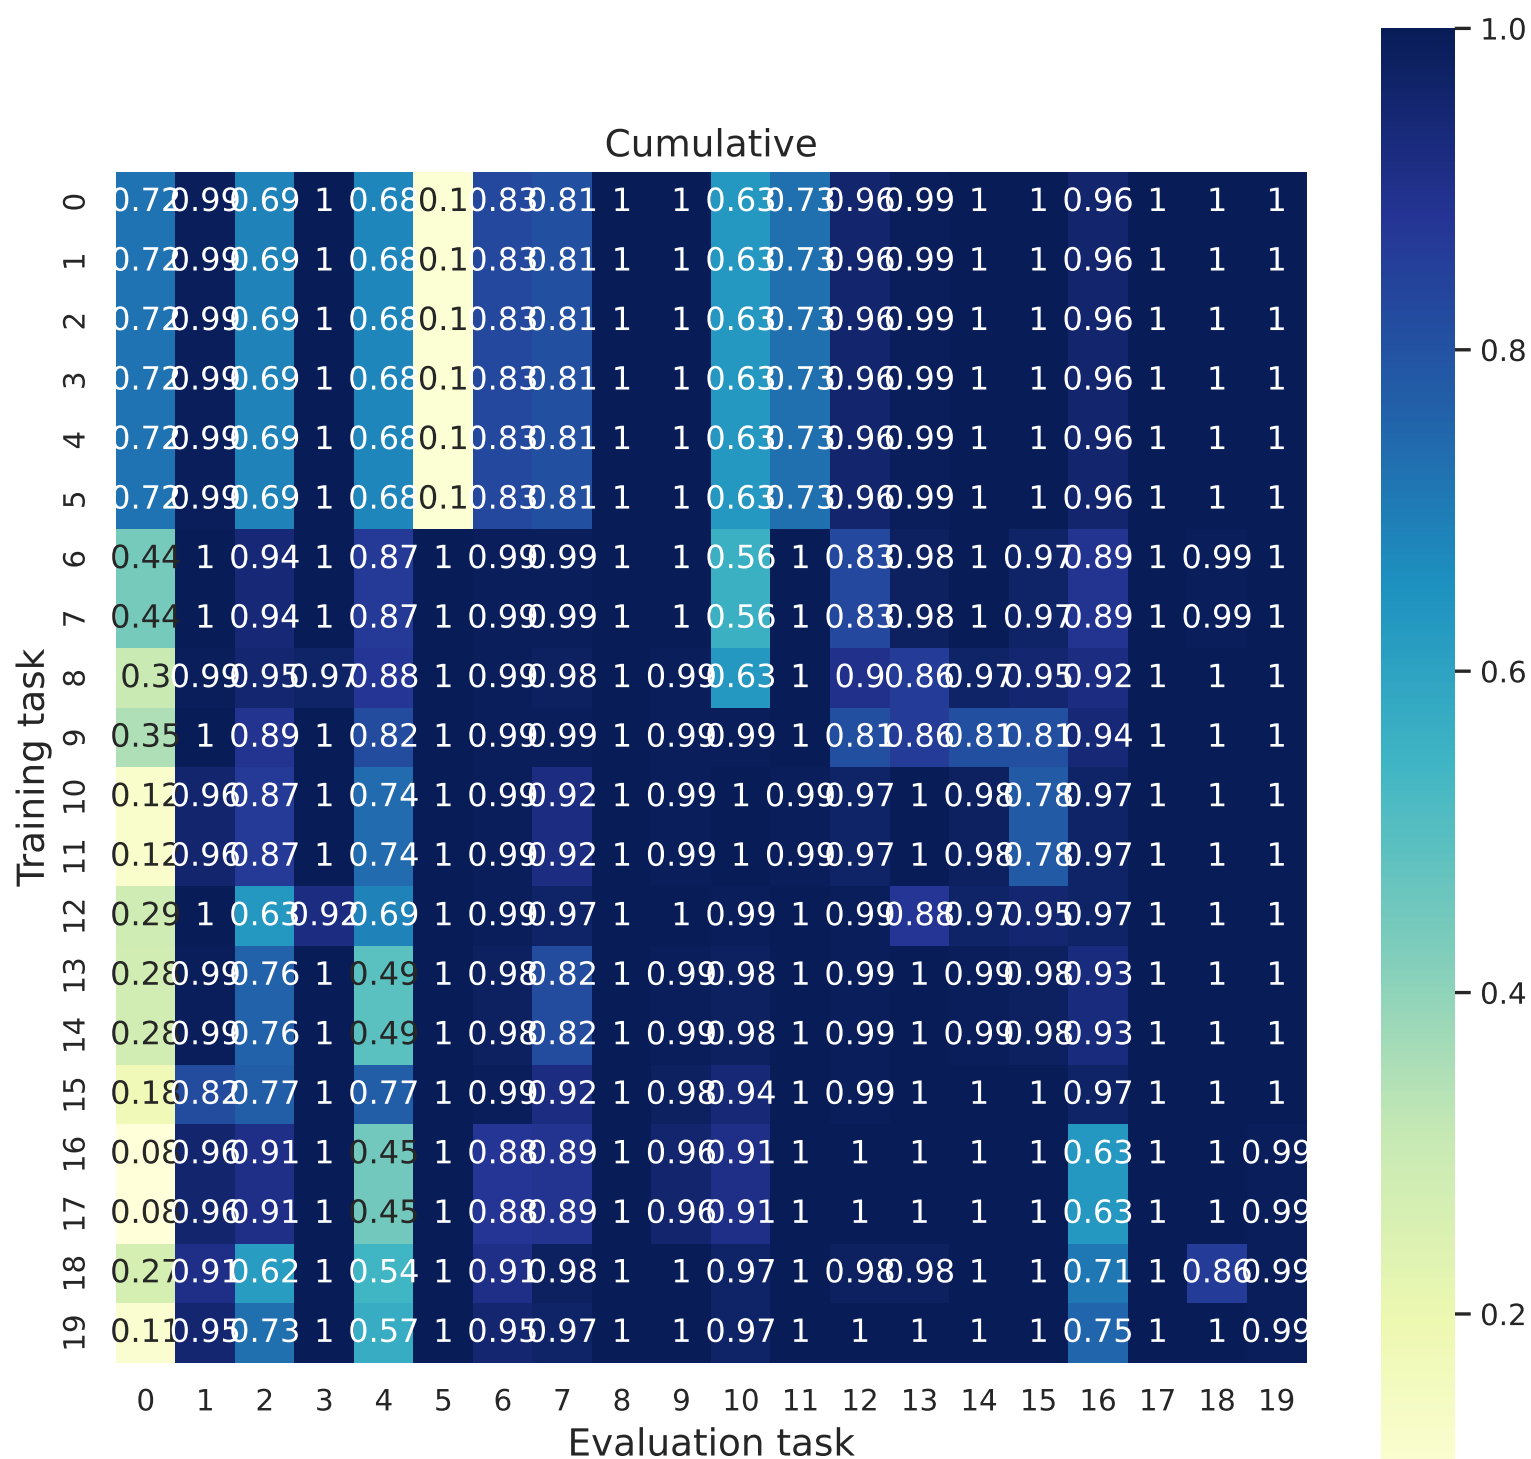 Cumulative
0 0.72 0.99 0.69 1 0.68 0.1 0.83 0.81 1 1 0.63 0.73 0.96 0.99 1 1 0.96 1 1 1
1 0.72 0.99 0.69 1 0.68 0.1 0.83 0.81 1 1 0.63 0.73 0.96 0.99 1 1 0.96 1 1 1
2 0.72 0.99 0.69 1 0.68 0.1 0.83 0.81 1 1 0.63 0.73 0.96 0.99 1 1 0.96 1 1 1
3 0.72 0.99 0.69 1 0.68 0.1 0.83 0.81 1 1 0.63 0.73 0.96 0.99 1 1 0.96 1 1 1
4 0.72 0.99 0.69 1 0.68 0.1 0.83 0.81 1 1 0.63 0.73 0.96 0.99 1 1 0.96 1 1 1
5 0.72 0.99 0.69 1 0.68 0.1 0.83 0.81 1 1 0.63 0.73 0.96 0.99 1 1 0.96 1 1 1
6 0.44 1 0.94 1 0.87 1 0.99 0.99 1 1 0.56 1 0.83 0.98 1 0.97 0.89 1 0.99 1
7 0.44 1 0.94 1 0.87 1 0.99 0.99 1 1 0.56 1 0.83 0.98 1 0.97 0.89 1 0.99 1
8 0.3 0.99 0.95 0.97 0.88 1 0.99 0.98 1 0.99 0.63 1 0.9 0.86 0.97 0.95 0.92 1 1 1
9 0.35 1 0.89 1 0.82 1 0.99 0.99 1 0.99 0.99 1 0.81 0.86 0.81 0.81 0.94 1 1 1
10 0.12 0.96 0.87 1 0.74 1 0.99 0.92 1 0.99 1 0.99 0.97 1 0.98 0.78 0.97 1 1 1
11 0.12 0.96 0.87 1 0.74 1 0.99 0.92 1 0.99 1 0.99 0.97 1 0.98 0.78 0.97 1 1 1
12 0.29 1 0.63 0.92 0.69 1 0.99 0.97 1 1 0.99 1 0.99 0.88 0.97 0.95 0.97 1 1 1
13 0.28 0.99 0.76 1 0.49 1 0.98 0.82 1 0.99 0.98 1 0.99 1 0.99 0.98 0.93 1 1 1
14 0.28 0.99 0.76 1 0.49 1 0.98 0.82 1 0.99 0.98 1 0.99 1 0.99 0.98 0.93 1 1 1
15 0.18 0.82 0.77 1 0.77 1 0.99 0.92 1 0.98 0.94 1 0.99 1 1 1 0.97 1 1 1
16 0.08 0.96 0.91 1 0.45 1 0.88 0.89 1 0.96 0.91 1 1 1 1 1 0.63 1 1 0.99
17 0.08 0.96 0.91 1 0.45 1 0.88 0.89 1 0.96 0.91 1 1 1 1 1 0.63 1 1 0.99
18 0.27 0.91 0.62 1 0.54 1 0.91 0.98 1 1 0.97 1 0.98 0.98 1 1 0.71 1 0.86 0.99
19 0.11 0.95 0.73 1 0.57 1 0.95 0.97 1 1 0.97 1 1 1 1 1 0.75 1 1 0.99
0 1 2 3 4 5 6 7 8 9 10 11 12 13 14 15 16 17 18 19
Evaluation task
Training task
1.0
0.8
0.6
0.4
0.2